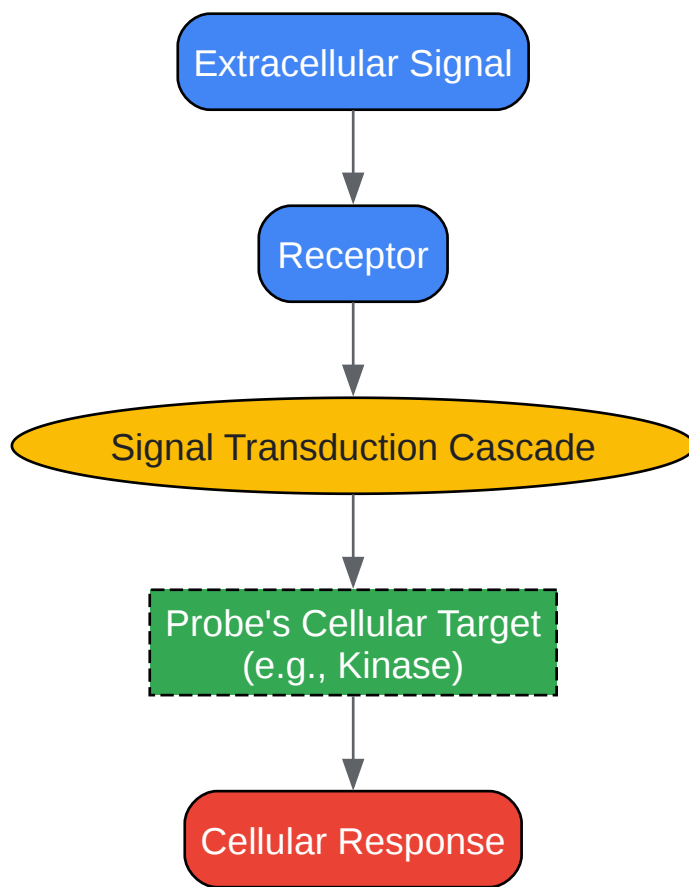 Extracellular Signal
Receptor
Signal Transduction Cascade
Probe's Cellular Target
(e.g., Kinase)
Cellular Response